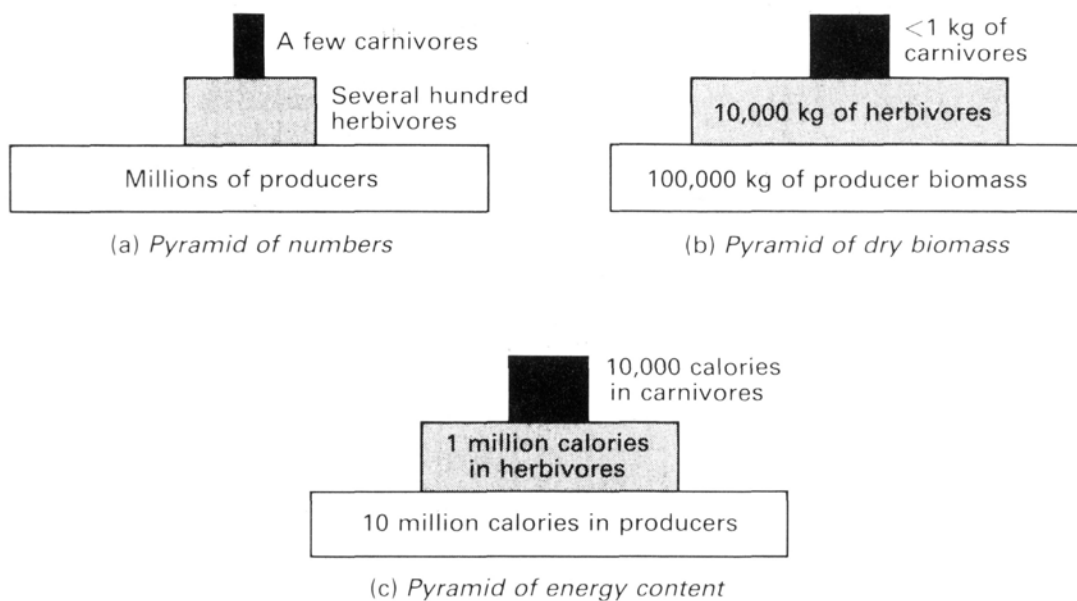 A few carnivores
Several hundred
herbivores
Millions of producers
(a) Pyramid of numbers
<1 kg of
carnivores
10,000 kg of herbivores
100,000 kg of producer biomass
(b) Pyramid of dry biomass
10,000 calories
in carnivores
1 million calories
in herbivores
10 million calories in producers
(c) Pyramid of energy content